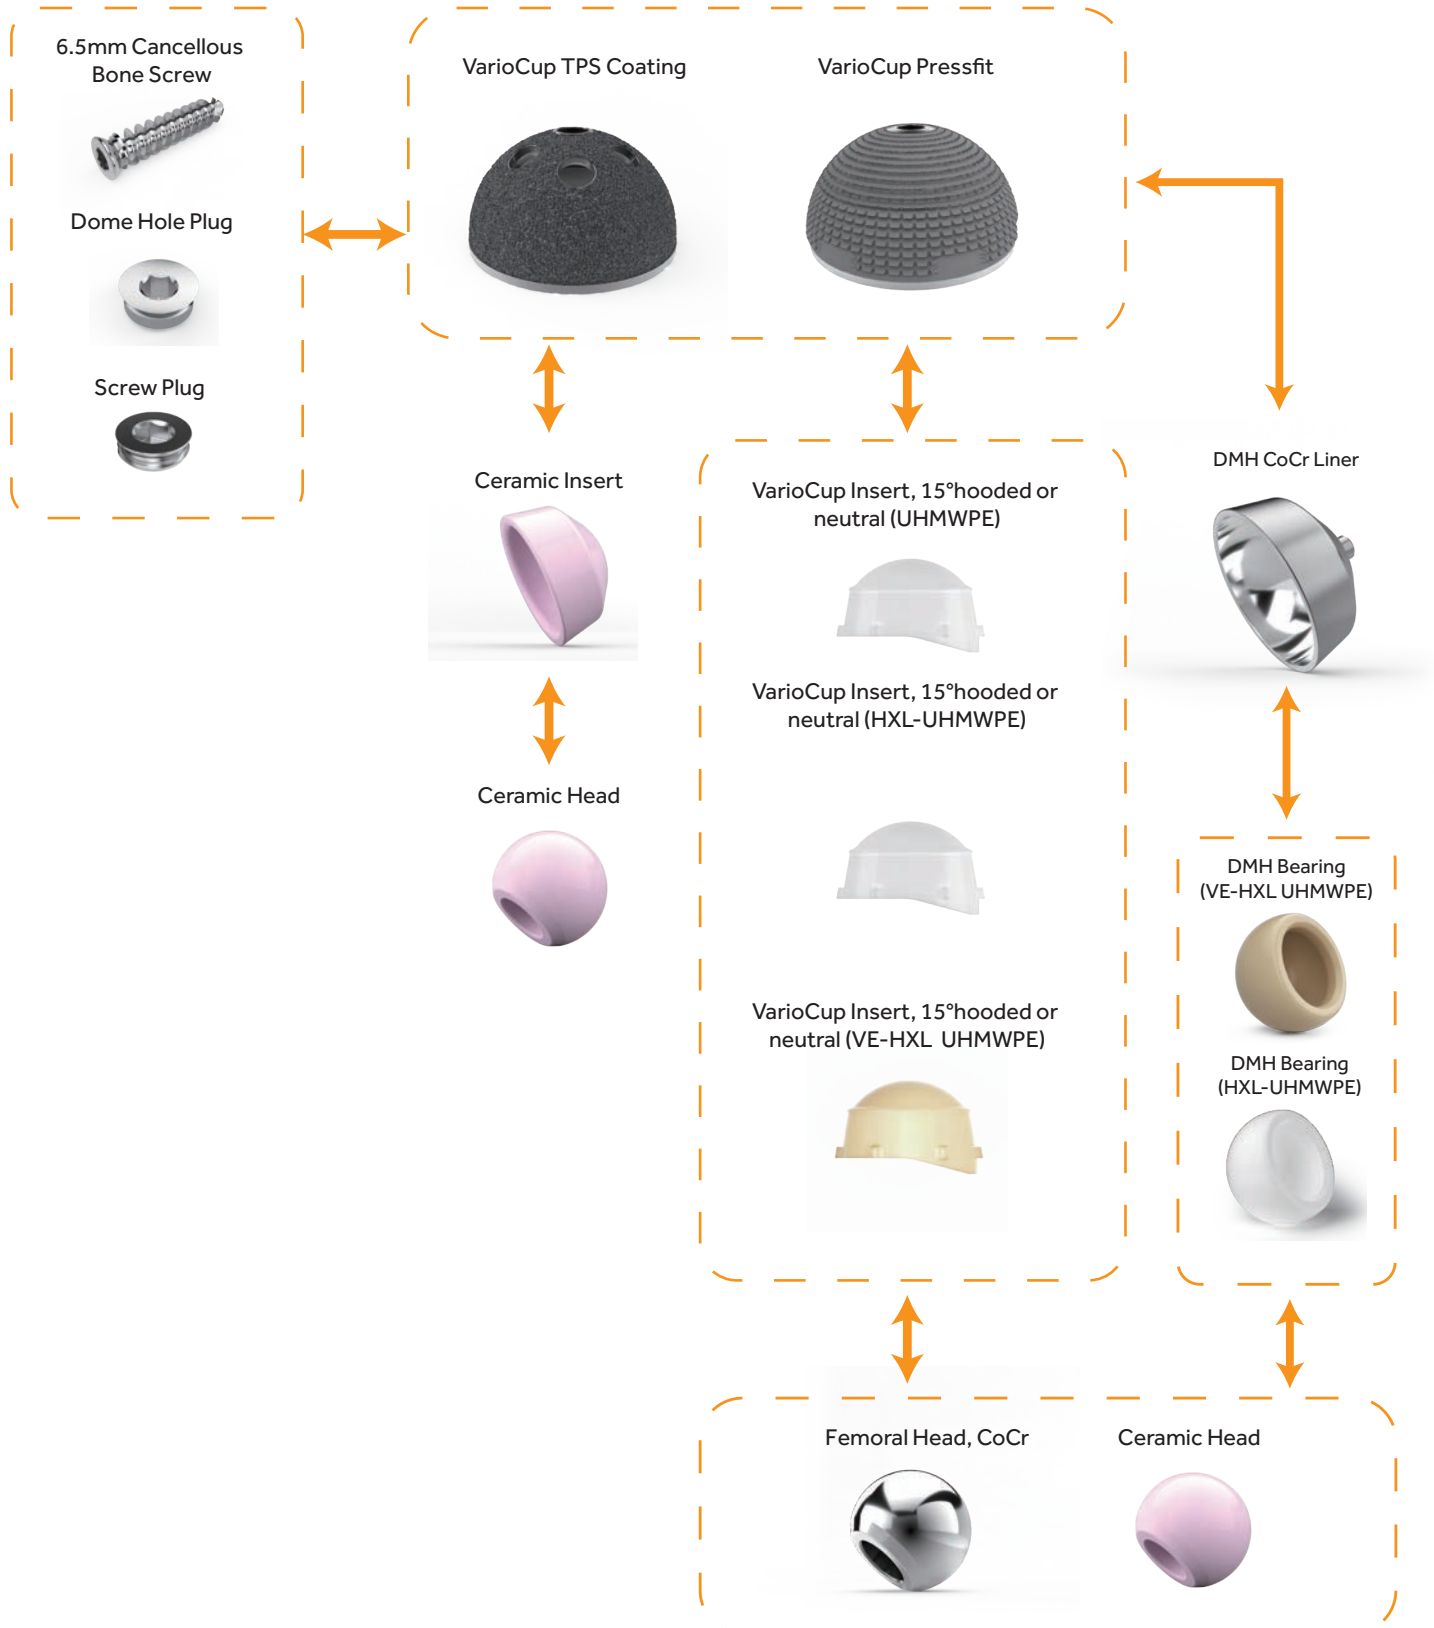 6.5mm Cancellous
Bone Screw
Dome Hole Plug
Screw Plug
VarioCup TPS Coating
VarioCup Pressfit
Ceramic Insert
Ceramic Head
VarioCup Insert, 15°hooded or
neutral (UHMWPE)
VarioCup Insert, 15°hooded or
neutral (HXL-UHMWPE)
VarioCup Insert, 15°hooded or
neutral (VE-HXL UHMWPE)
DMH CoCr Liner
DMH Bearing
(VE-HXL UHMWPE)
DMH Bearing
(HXL-UHMWPE)
Femoral Head, CoCr
Ceramic Head